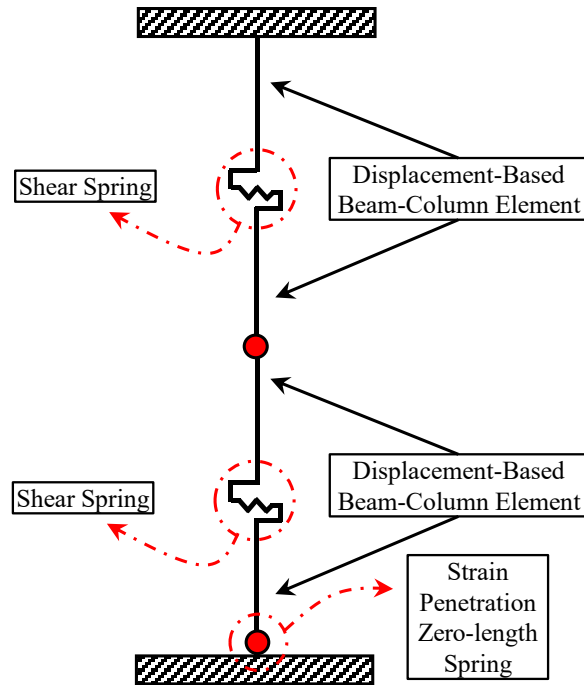 Shear Spring
Displacement-Based
Beam-Column Element
Shear Spring
Displacement-Based
Beam-Column Element
Strain
Penetration
Zero-length
Spring